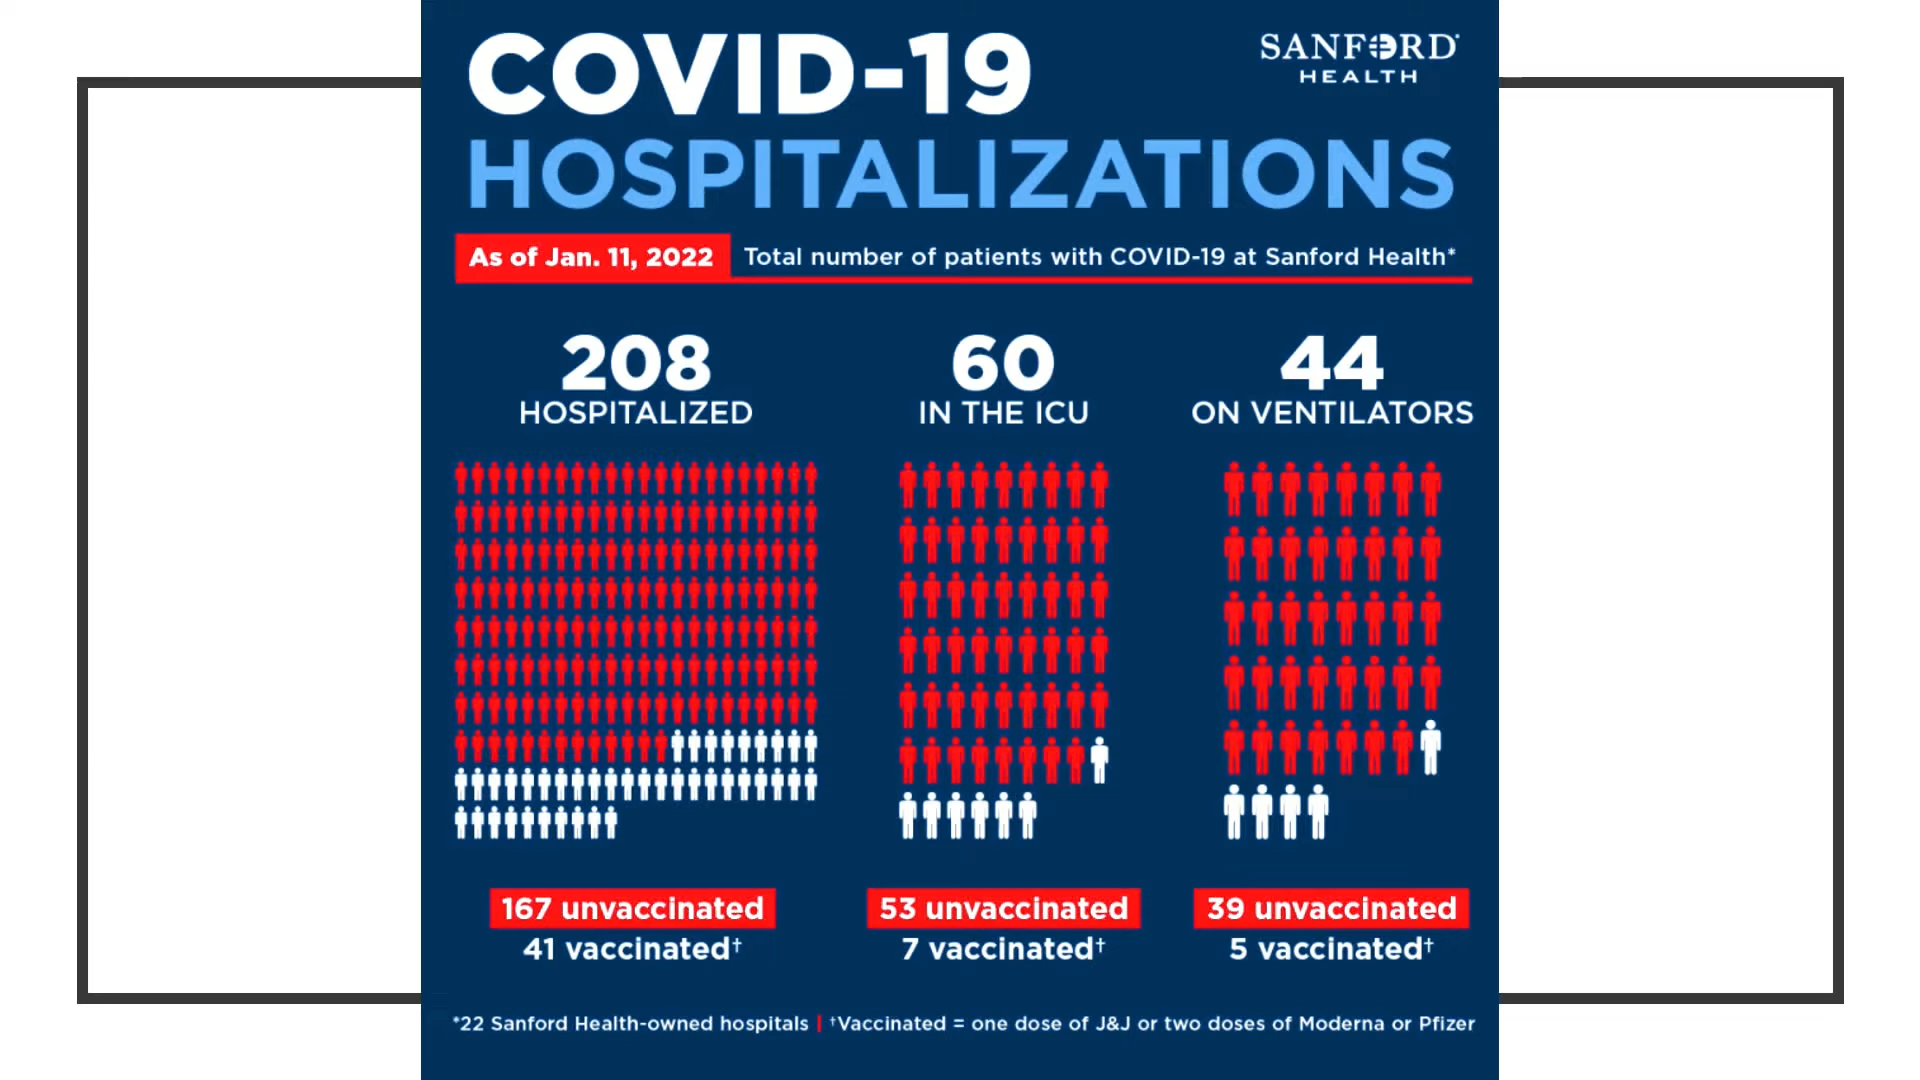 COVID-19
SANFORD
HEALTH
HOSPITALIZATIONS
As of Jan. 11, 2022
Total number of patients with COVID-19 at Sanford Health*
208
HOSPITALIZED
60
IN THE ICU
44
ON VENTILATORS
167 unvaccinated
41 vaccinated†
53 unvaccinated
7 vaccinated†
39 unvaccinated
5 vaccinated†
*22 Sanford Health-owned hospitals | †Vaccinated = one dose of J&J or two doses of Moderna or Pfizer